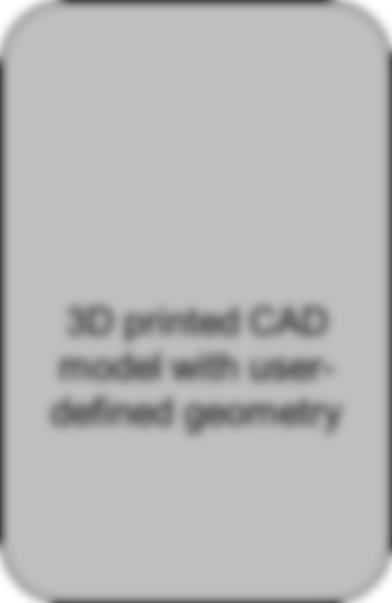 3D printed CAD
model with user-
defined geometry